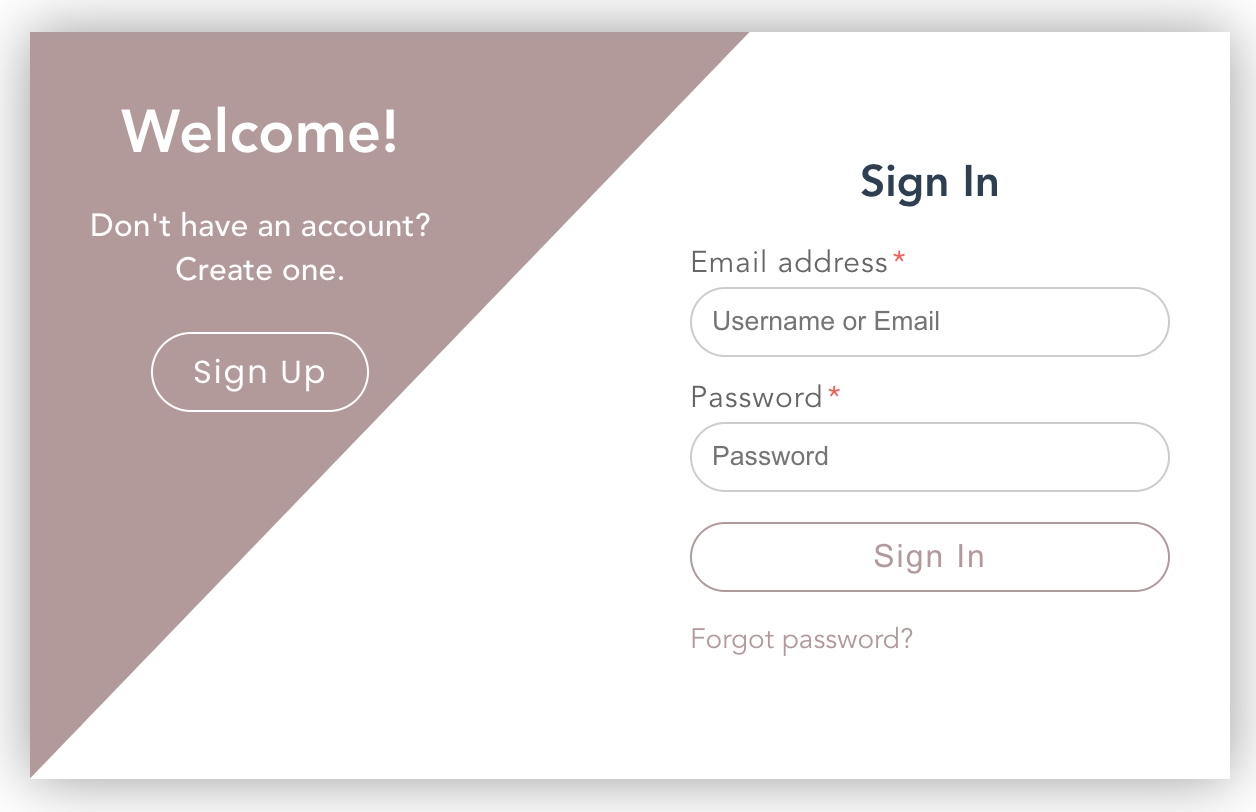 Welcome!
Don't have an account?
Create one.
Sign Up
Sign In
Email address*
Username or Email
Password*
Password
Sign In
Forgot password?